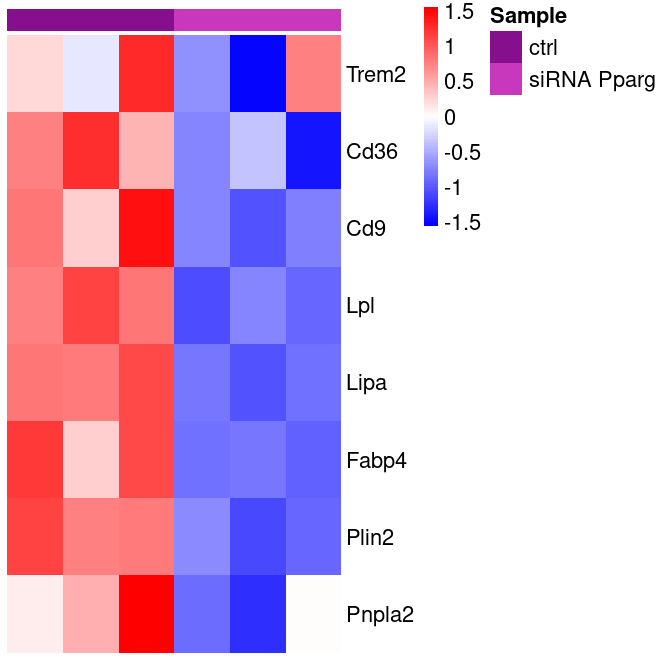 Trem2
Cd36
Cd9
Lpl
Lipa
Fabp4
Plin2
Pnpla2
1.5
1
0.5
0
-0.5
-1
-1.5
Sample
ctrl
siRNA Pparg